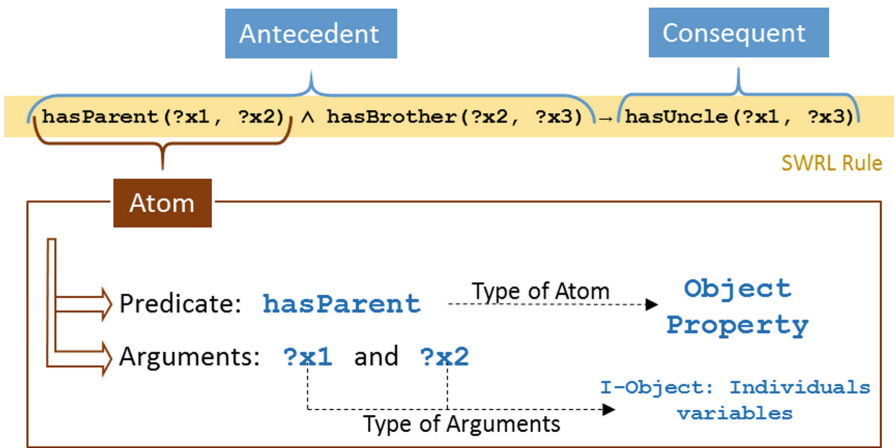 Antecedent
Consequent
hasParent(?x1, ?x2) ∧ hasBrother(?x2, ?x3) → hasUncle(?x1, ?x3)
SWRL Rule
Atom
Predicate: hasParent
Type of Atom
Object
Property
Arguments: ?x1 and ?x2
I-Object: Individuals
variables
Type of Arguments